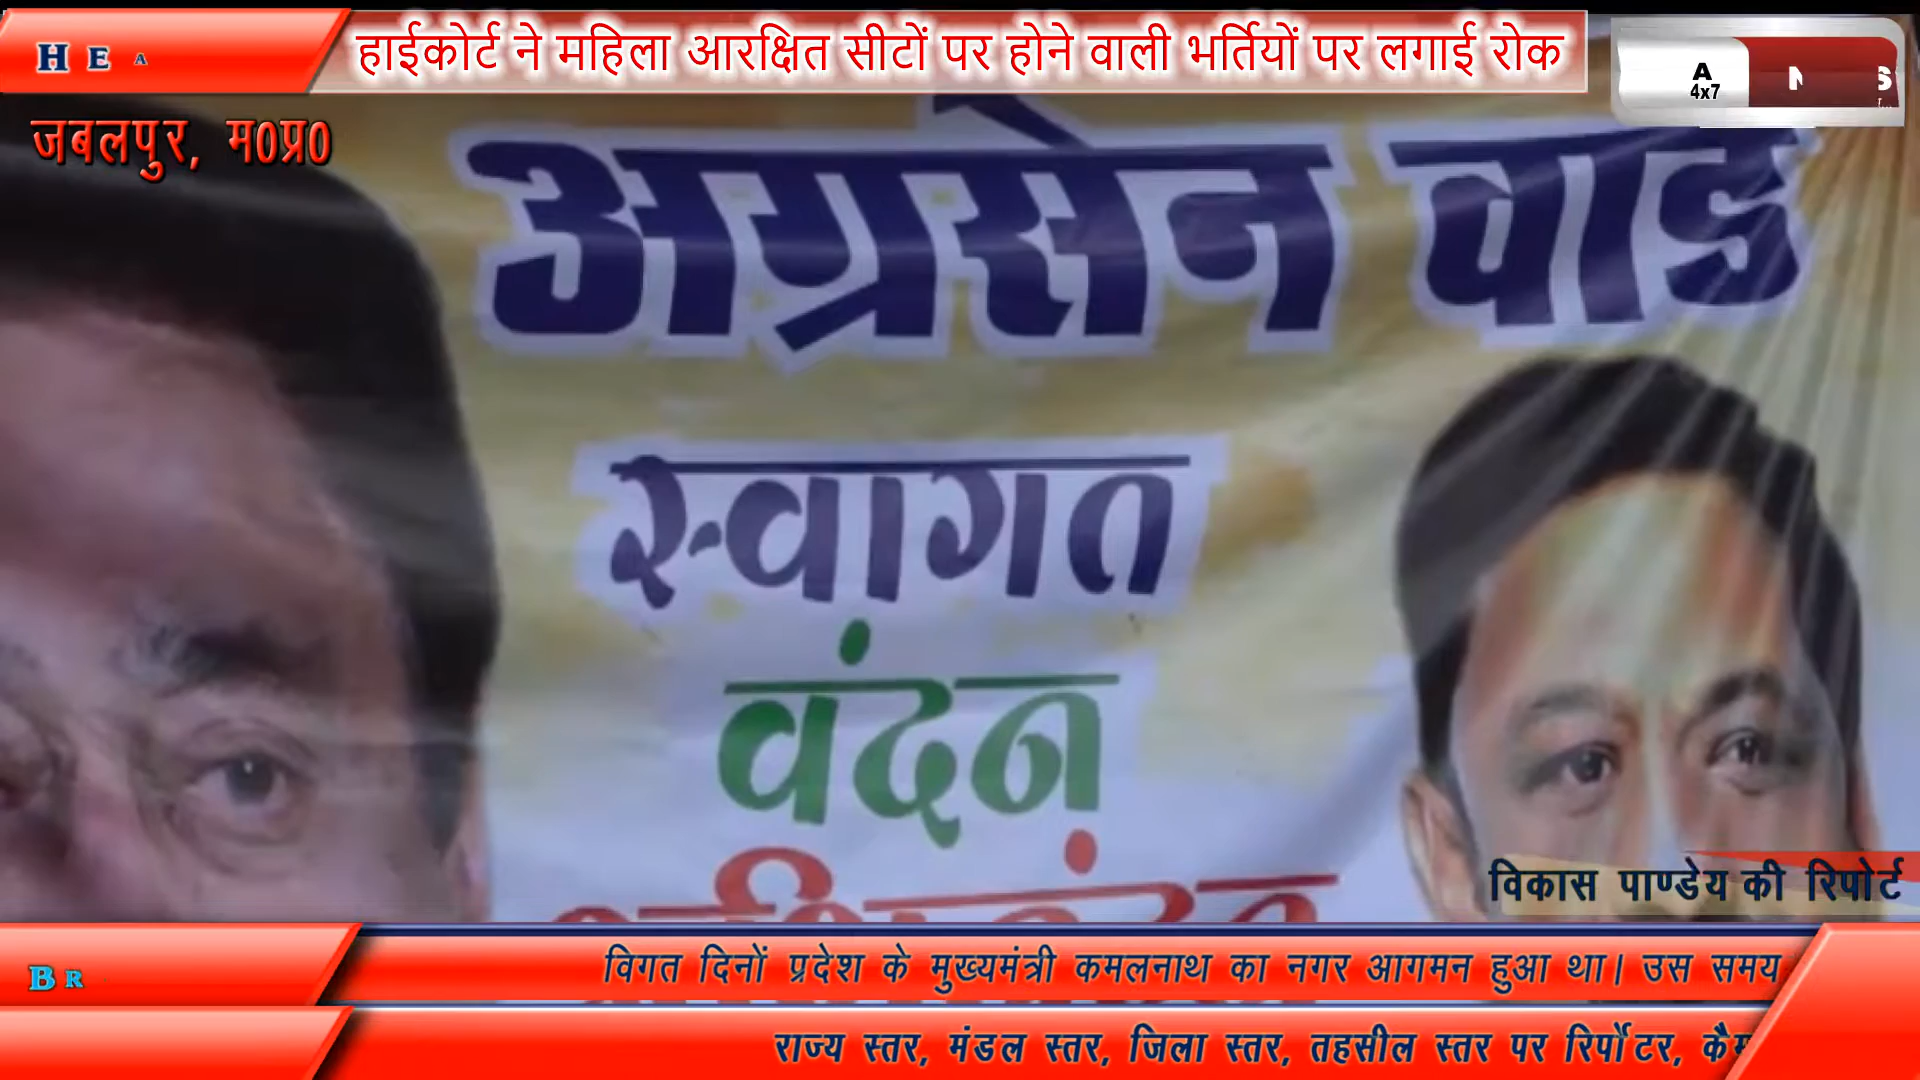 H E A
हाईकोर्ट ने महिला आरक्षित सीटों पर होने वाली भर्तियों पर लगाई रोक
A
4x7
N S
जबलपुर, म0प्र0
अग्रसेन वार्ड
स्वागत
वंदन
विकास पाण्डेय की रिपोर्ट
B R
विगत दिनों प्रदेश के मुख्यमंत्री कमलनाथ का नगर आगमन हुआ था। उस समय
राज्य स्तर, मंडल स्तर, जिला स्तर, तहसील स्तर पर रिपोर्टर,